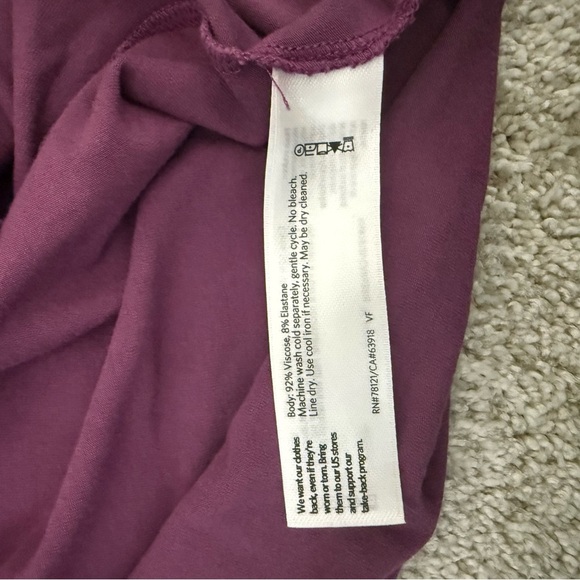 We want our clothes
back, even if they're
worn or torn. Bring
them to our US stores
and support our
take-back program.
Body: 92% Viscose, 8% Elastane
Machine wash cold separately, gentle cycle. No bleach.
Line dry. Use cool iron if necessary. May be dry cleaned.
RN#78121/CA#63918 VF